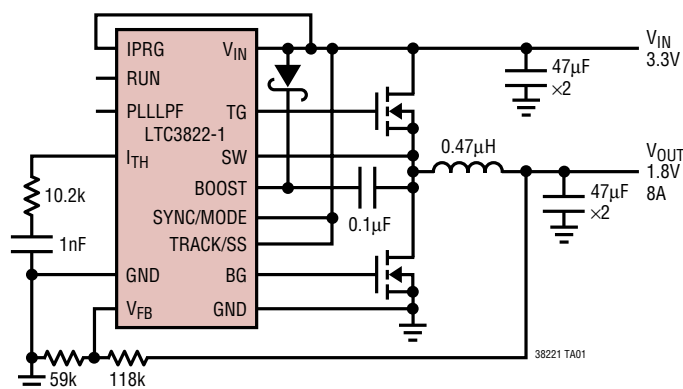 IPRG
RUN
PLLLPF
LTC3822-1
ITH
GND
VFB
VIN
TG
SW
BOOST
SYNC/MODE
TRACK/SS
BG
GND
10.2k
1nF
59k
118k
0.1µF
0.47µH
47µF
×2
VIN
3.3V
VOUT
1.8V
8A
47µF
×2
38221 TA01